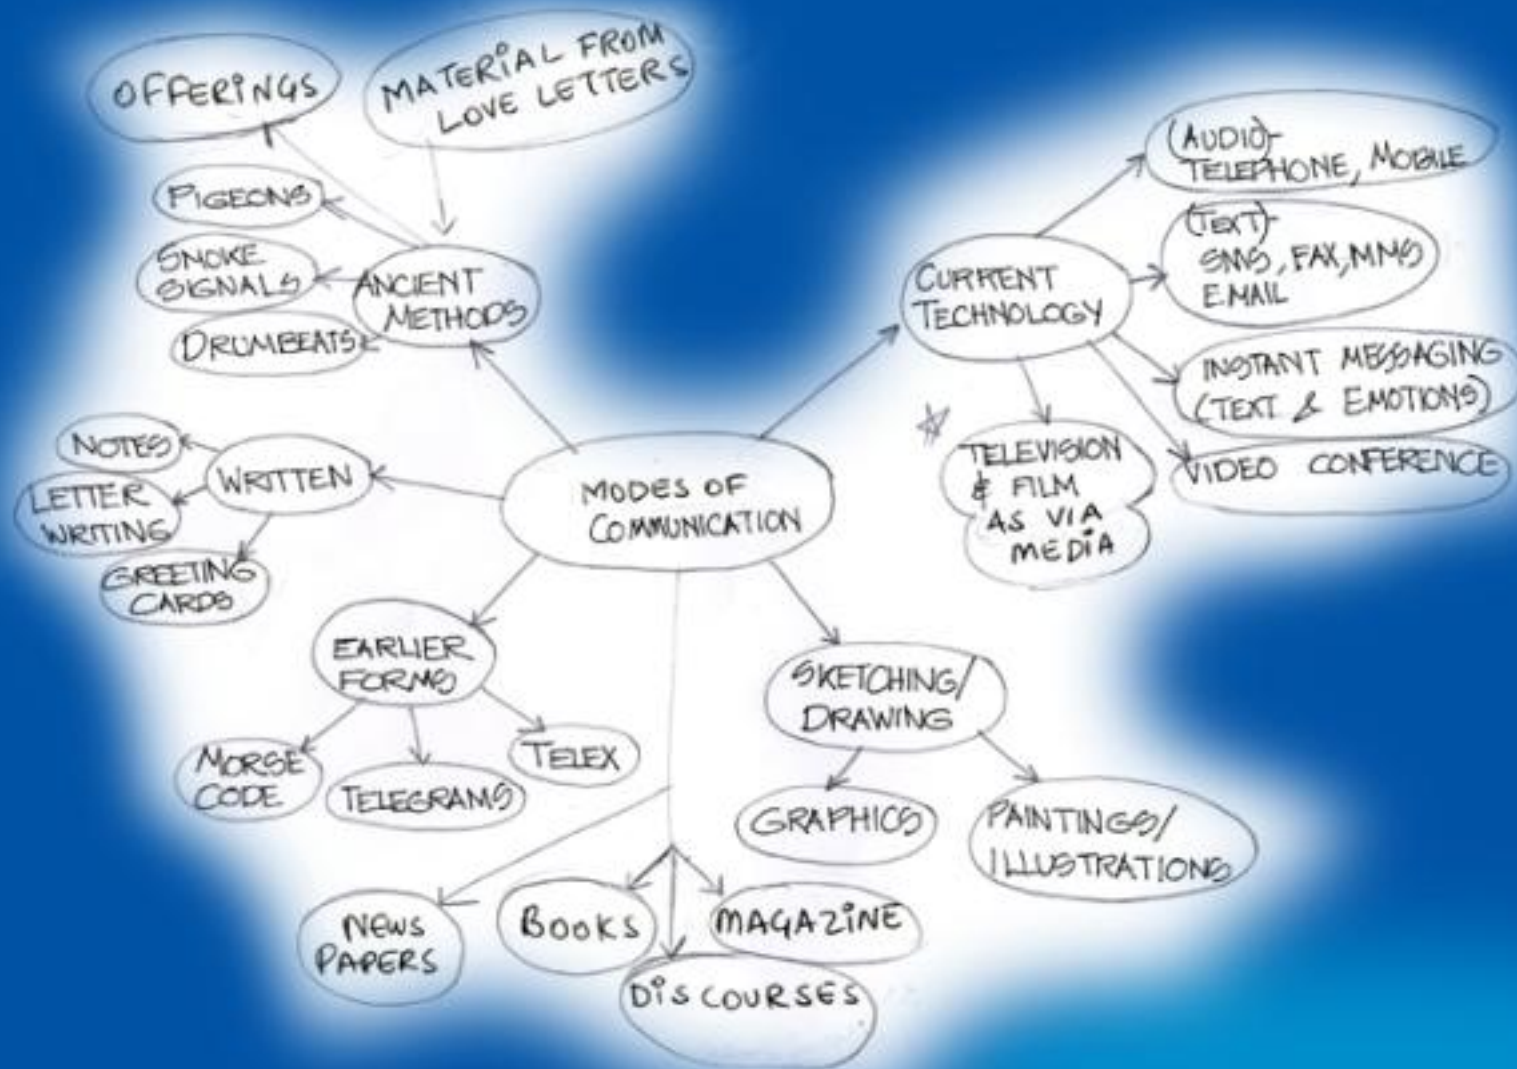 OFFERiNGS
MATERiAL FROM
LOVE LETTERS
PIGEONS
SMOKE
SIGNALS
DRUMBEATS
ANCIENT
METHODS
CURRENT
TECHNOLOGY
(AUDIO)-
TELEPHONE, MOBILE
(TEXT)-
SMS, FAX, MMS
EMAIL
INSTANT MESSAGING
(TEXT & EMOTIONS)
VIDEO CONFERENCE
TELEVISION
& FILM
AS VIA
MEDiA
MODES OF
COMMUNICATION
NOTES
WRITTEN
LETTER
WRITING
GREETING
CARDS
EARLIER
FORMS
MORSE
CODE
TELEGRAMS
TELEX
SKETCHING/
DRAWING
GRAPHICS
PAINTINGS/
ILLUSTRATIONS
NEWS
PAPERS
BOOKS
MAGAZiNE
DiSCOURSES